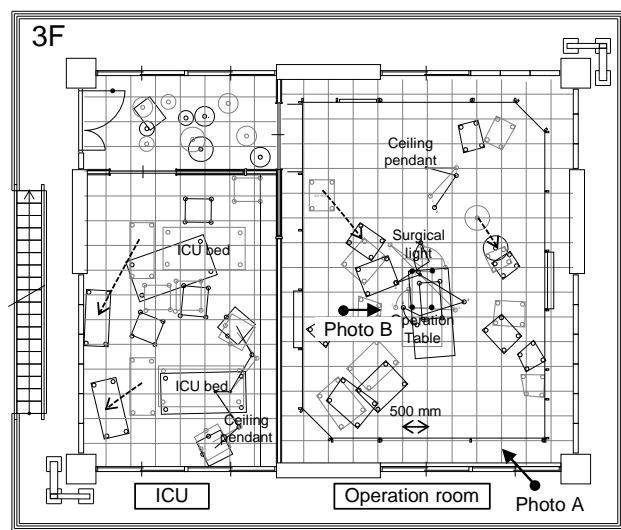 3F
Ceiling
pendant
Surgical
light
ICU bed
Photo B
Operation
Table
ICU bed
500 mm
Ceiling
pendant
ICU
Operation room
Photo A